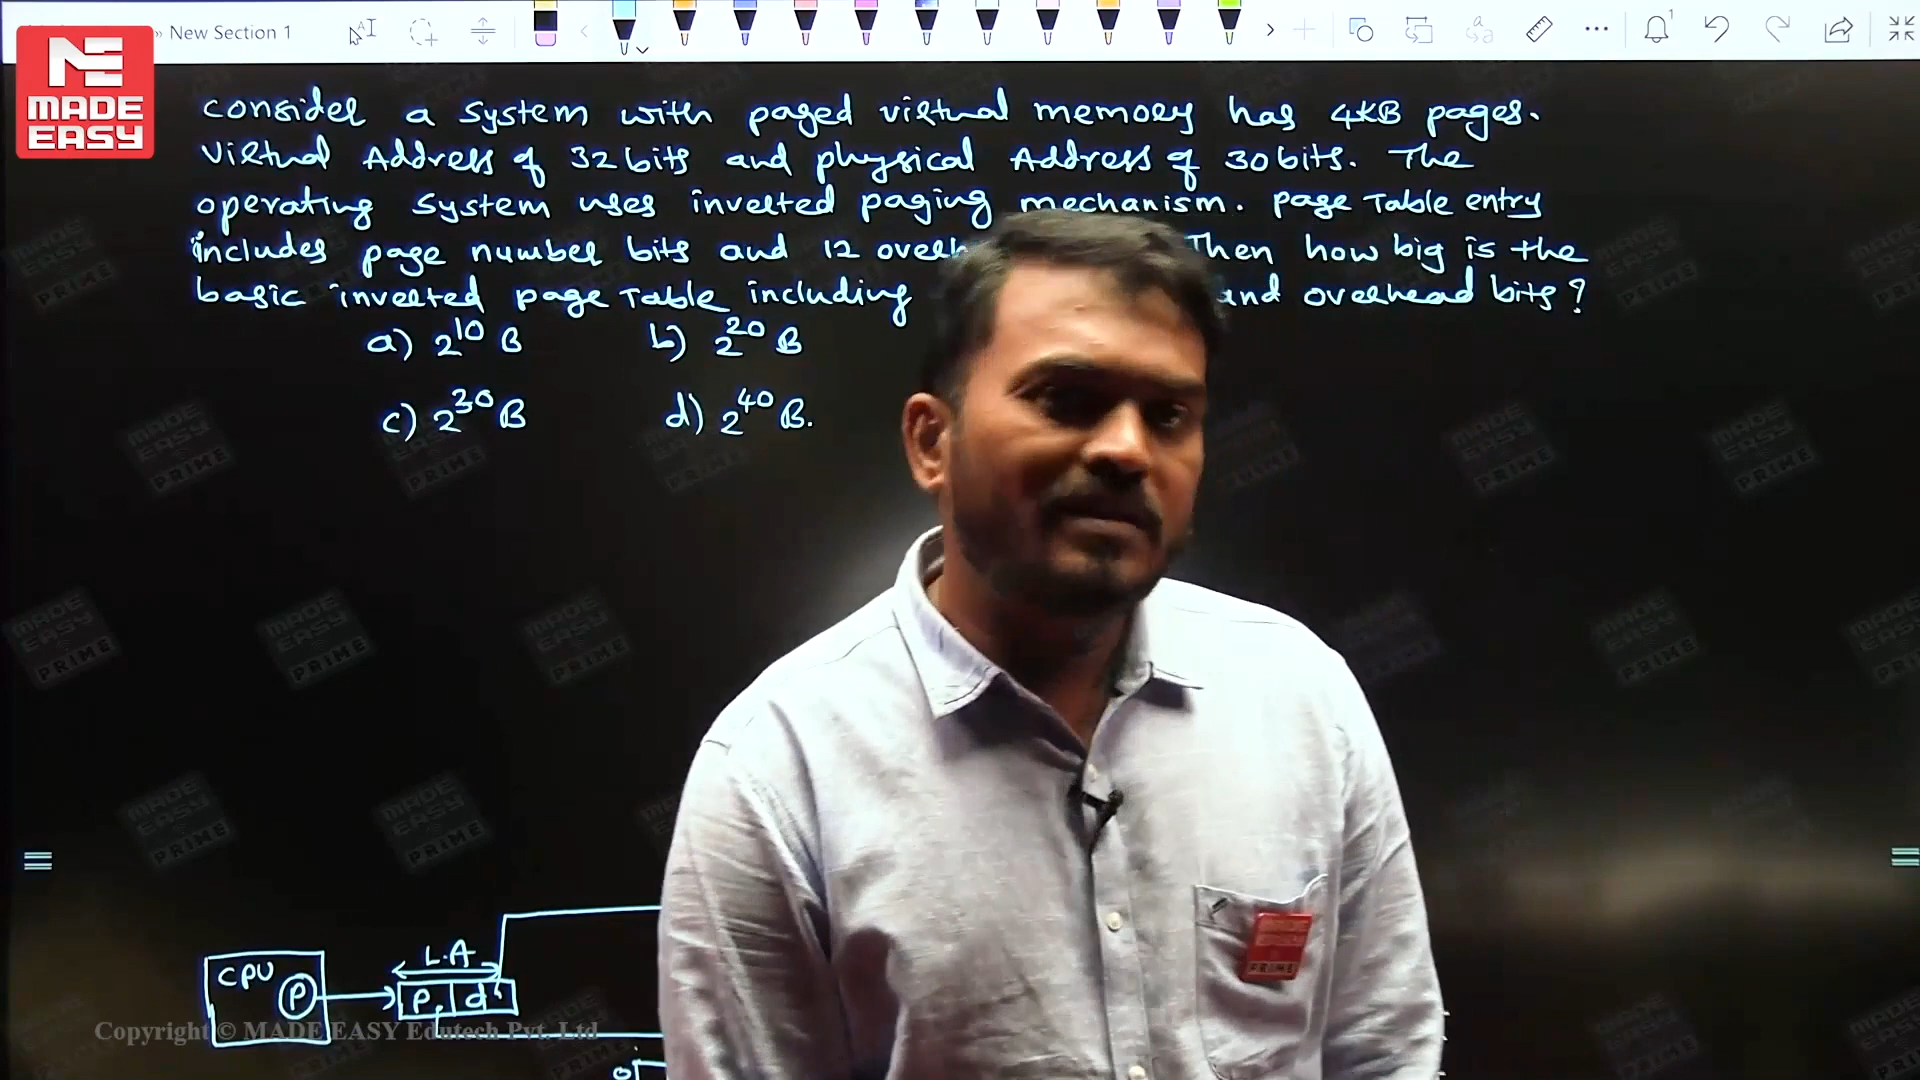 » New Section 1
MADE
EASY
consider a system with paged virtual memory has 4KB pages.
Virtual Address of 32 bits and physical Address of 30 bits. The
operating system uses inverted paging mechanism. page Table entry
includes page number bits and 12 Then how big is the
basic inverted page Table including and overhead bits?
a) 2^10 B b) 2^20 B
c) 2^30 B d) 2^40 B.
L.A
CPU
P
P d
Copyright © MADE EASY Edutech Pvt. Ltd
0
PRIME